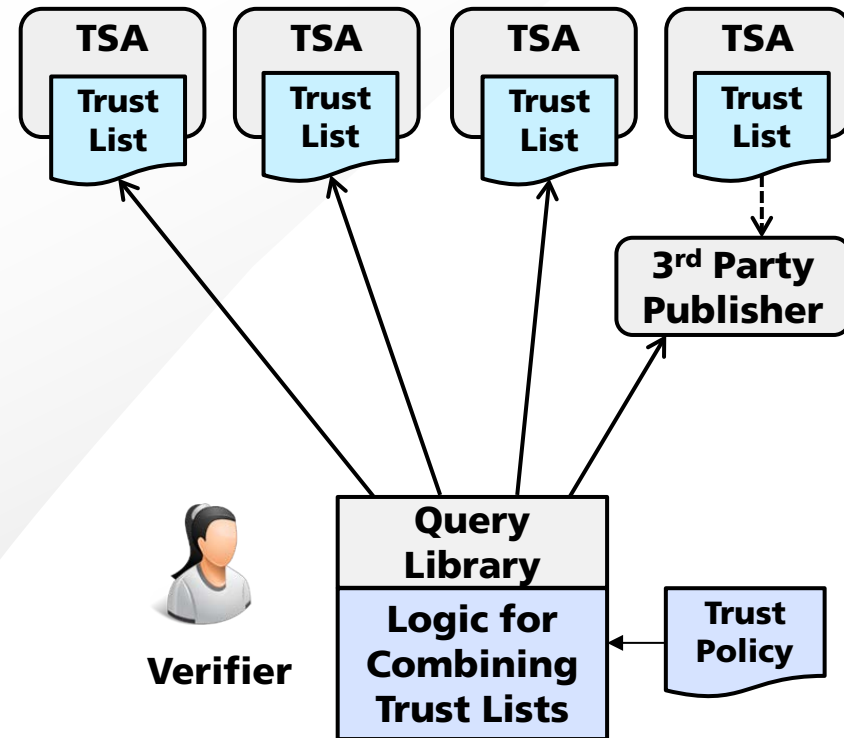 TSA
Trust
List
TSA
Trust
List
TSA
Trust
List
TSA
Trust
List
3rd Party
Publisher
Query
Library
Logic for
Combining
Trust Lists
Trust
Policy
Verifier